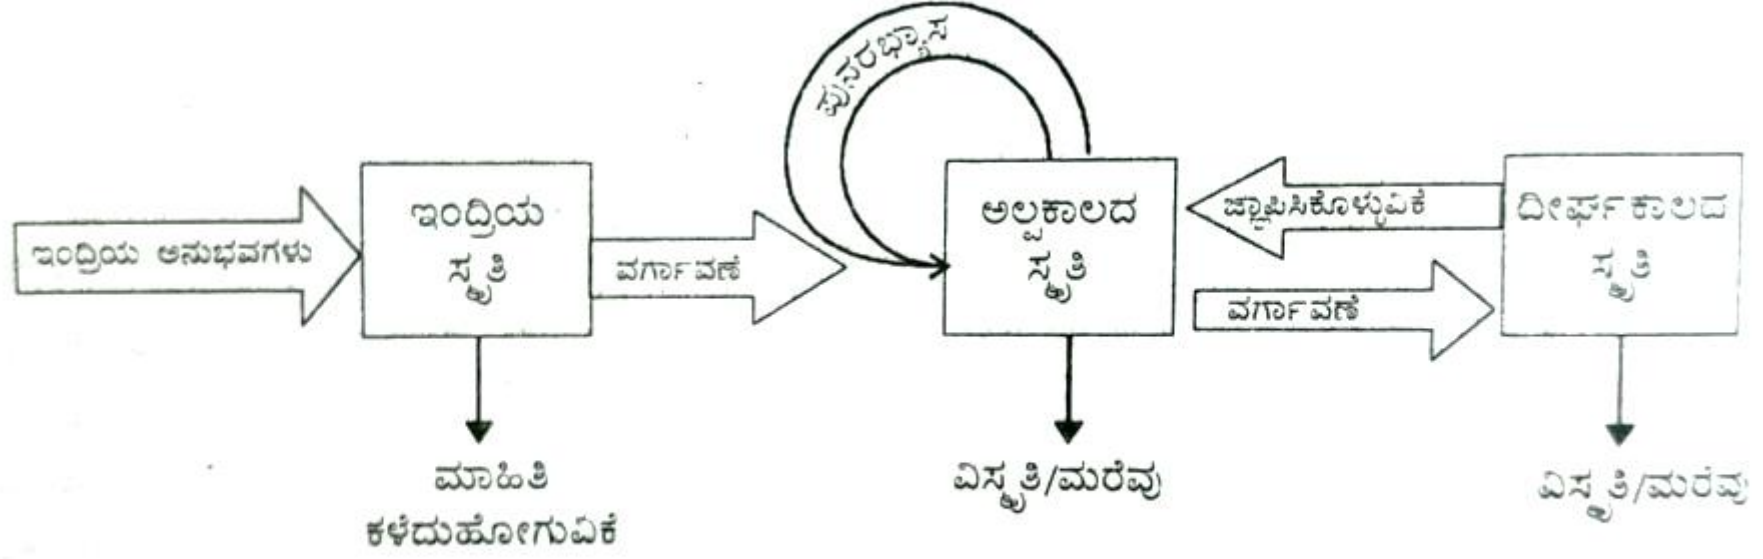 ಪುನರಭ್ಯಾಸ
ಇಂದ್ರಿಯ ಅನುಭವಗಳು
ಇಂದ್ರಿಯ
ಸ್ಮೃತಿ
ವರ್ಗಾವಣೆ
ಅಲ್ಪಕಾಲದ
ಸ್ಮೃತಿ
ಜ್ಞಾಪಿಸಿಕೊಳ್ಳುವಿಕೆ
ವರ್ಗಾವಣೆ
ದೀರ್ಘಕಾಲದ
ಸ್ಮೃತಿ
ಮಾಹಿತಿ
ಕಳೆದುಹೋಗುವಿಕೆ
ವಿಸ್ಮೃತಿ/ಮರೆವು
ವಿಸ್ಮೃತಿ/ಮರೆವು